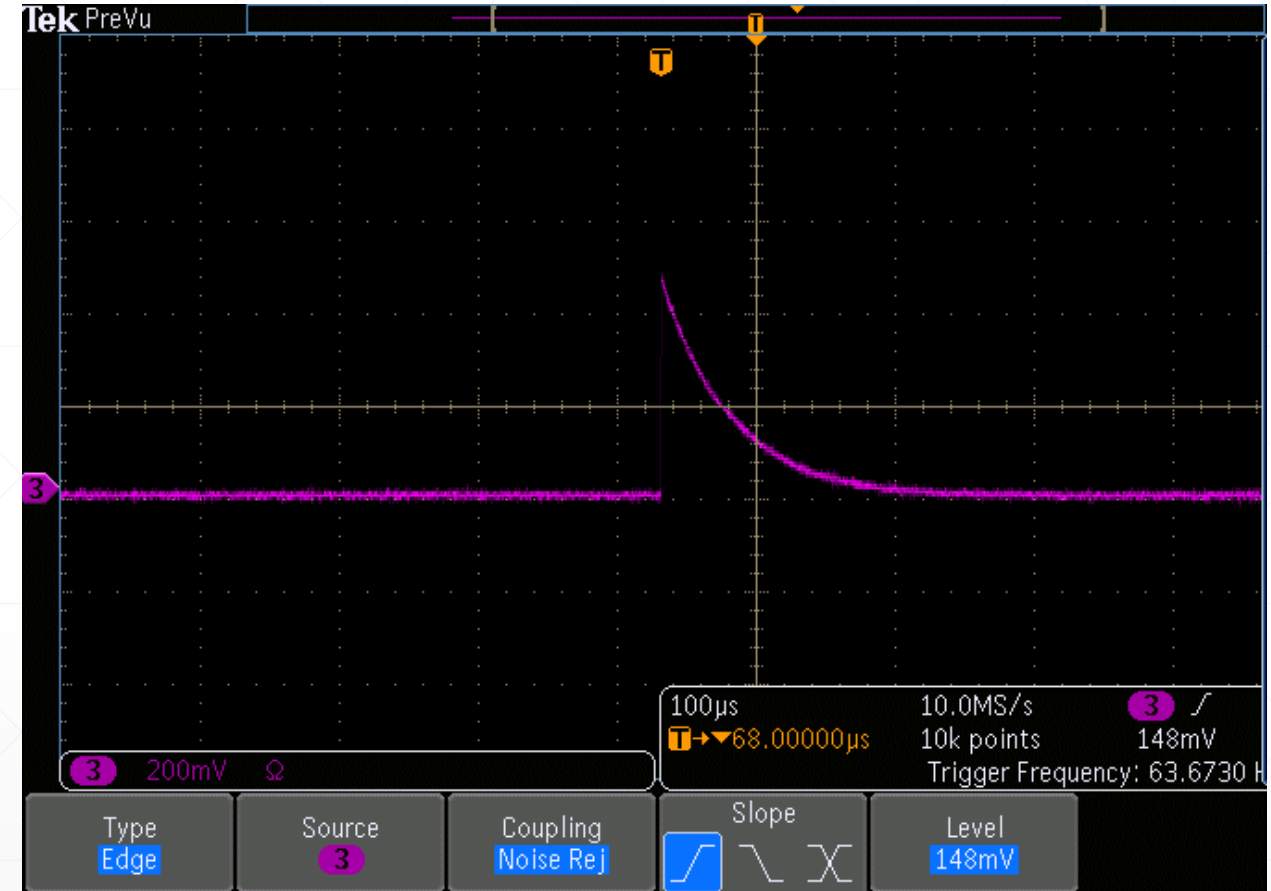 Tek PreVu
T
T
3
100µs 10.0MS/s 3
T→▼68.00000µs 10k points 148mV
Trigger Frequency: 63.6730 H
3 200mV Ω
Type Source Coupling Slope Level
Edge 3 Noise Rej 148mV